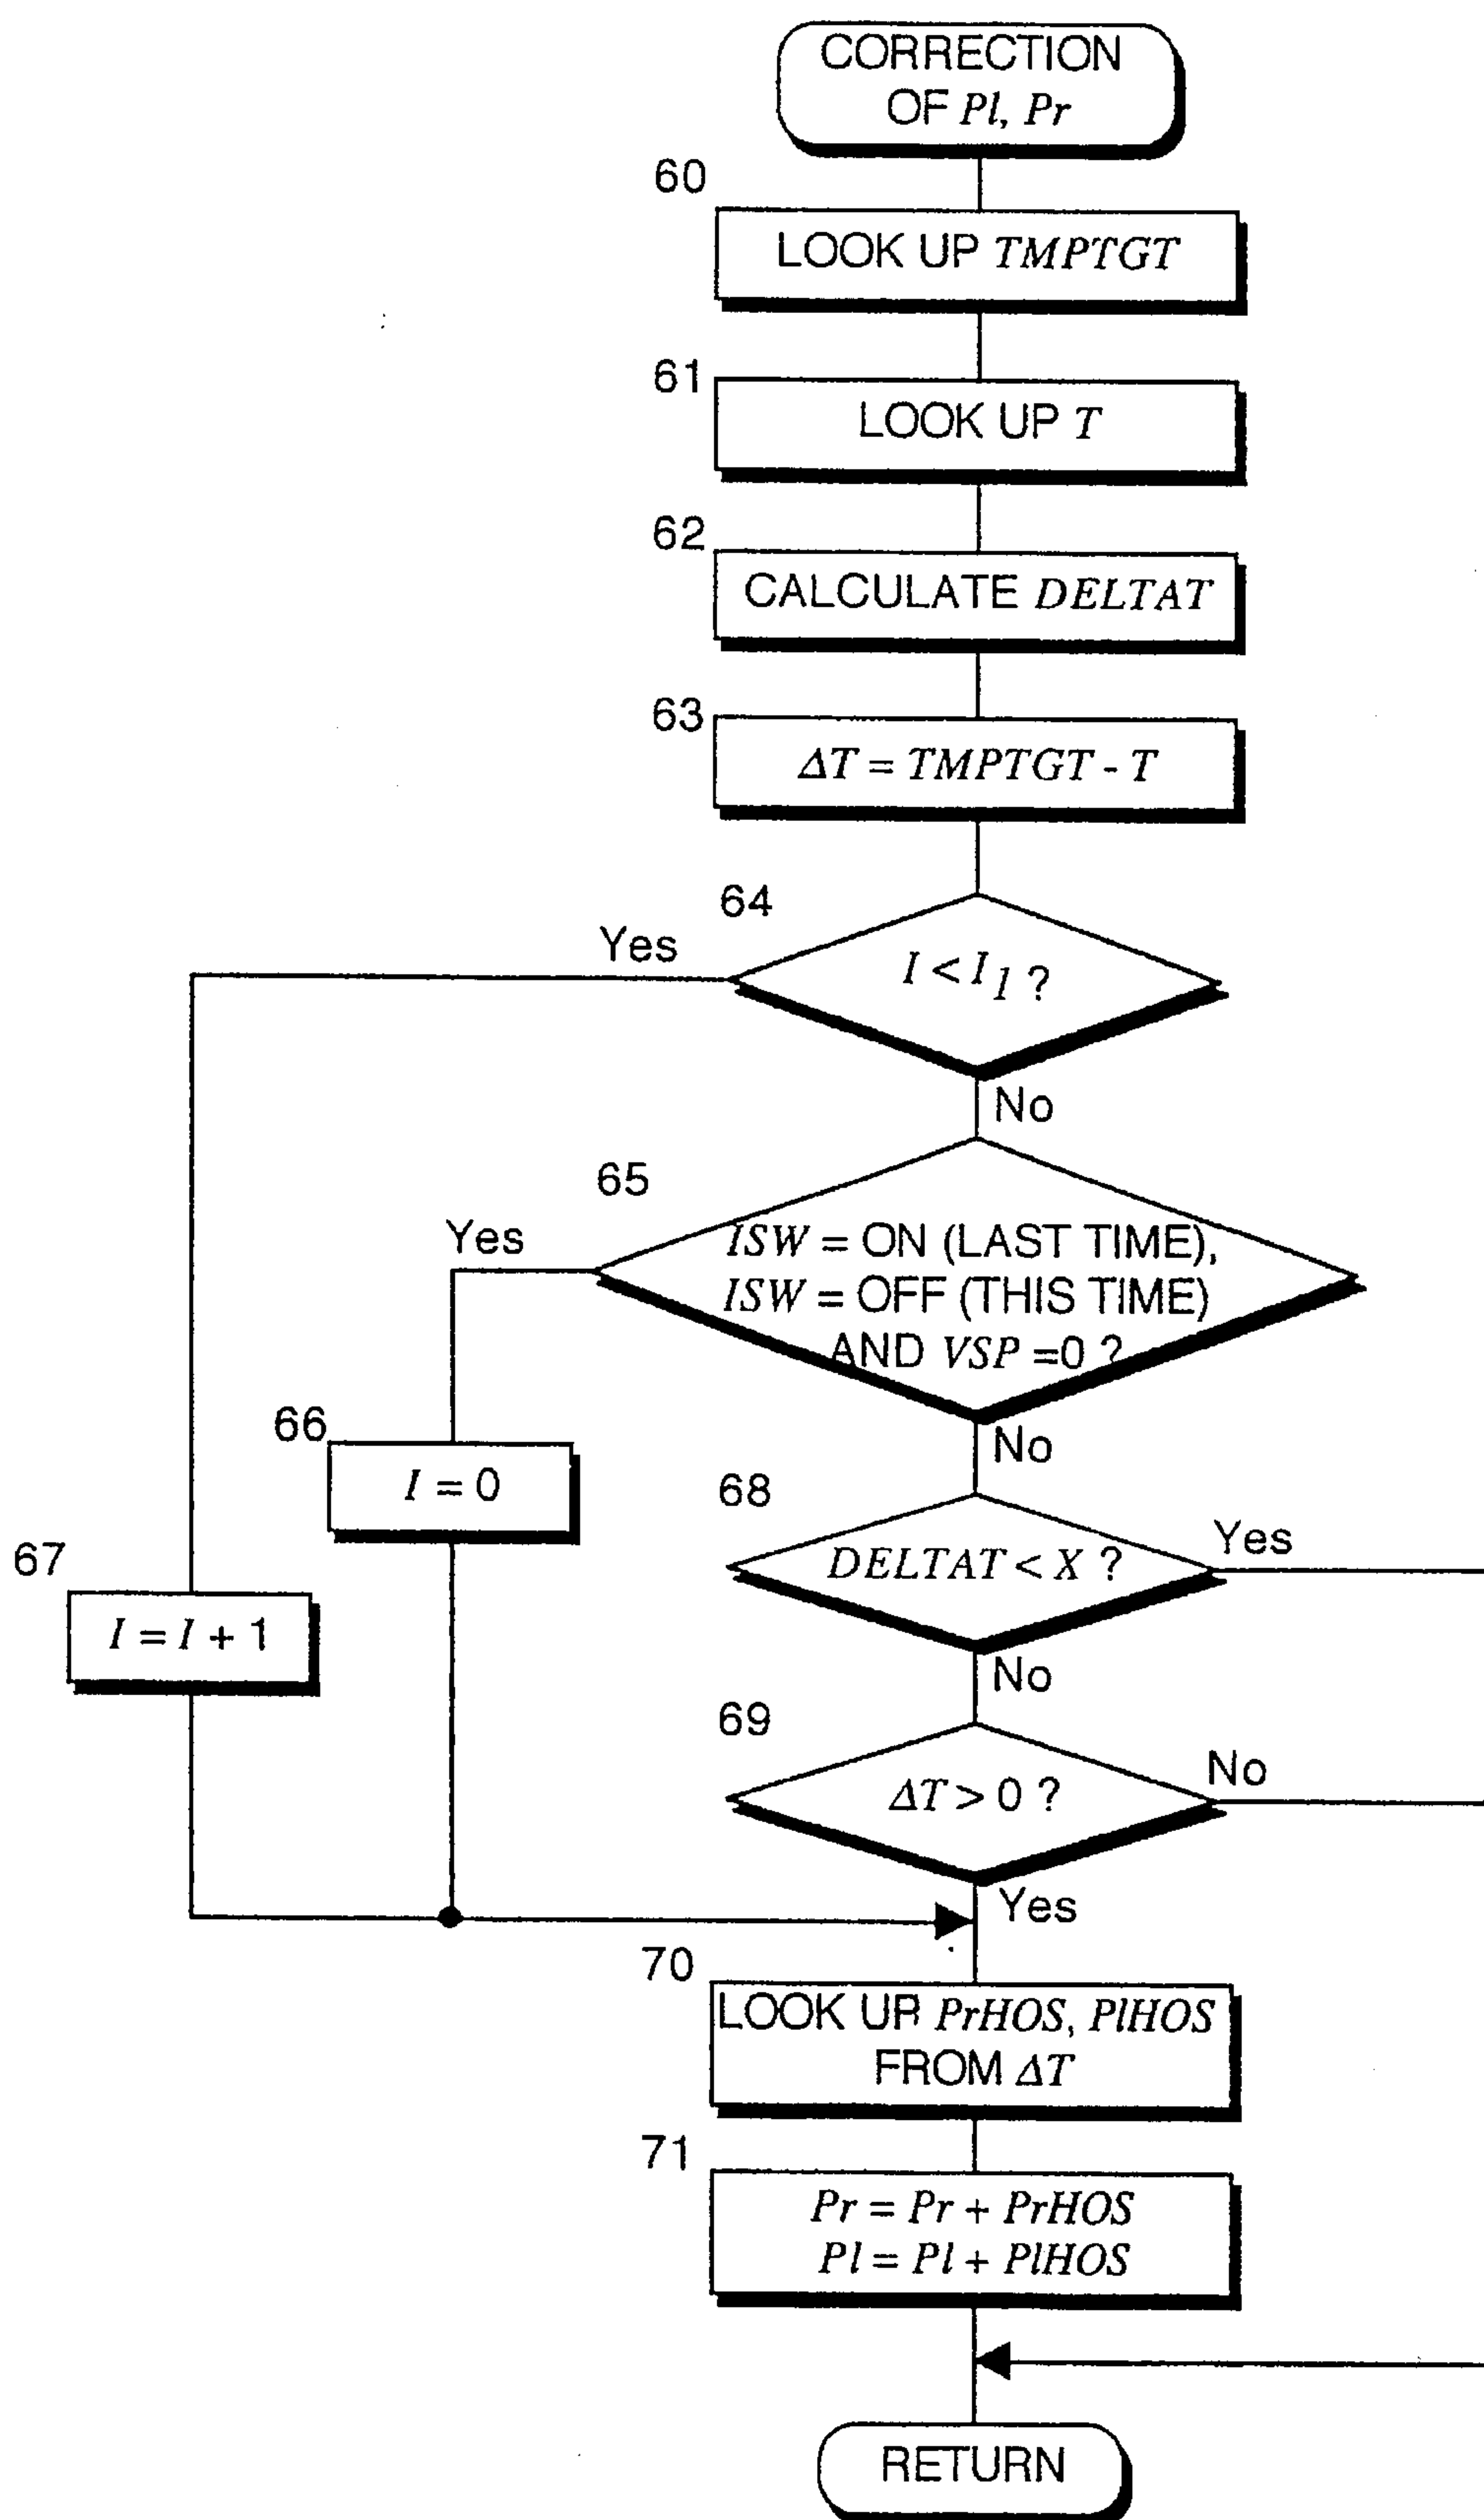 CORRECTION
OF Pl, Pr
60
LOOK UP TMPTGT
61
LOOK UP T
62
CALCULATE DELTAT
63
ΔT = TMPTGT - T
64
Yes
I < I1 ?
No
65
Yes
ISW = ON (LAST TIME),
ISW = OFF (THIS TIME)
AND VSP =0 ?
No
66
I = 0
67
I = I + 1
68
DELTAT < X ?
Yes
No
69
ΔT > 0 ?
No
Yes
70
LOOK UP PrHOS, PlHOS
FROM ΔT
71
Pr = Pr + PrHOS
Pl = Pl + PlHOS
RETURN